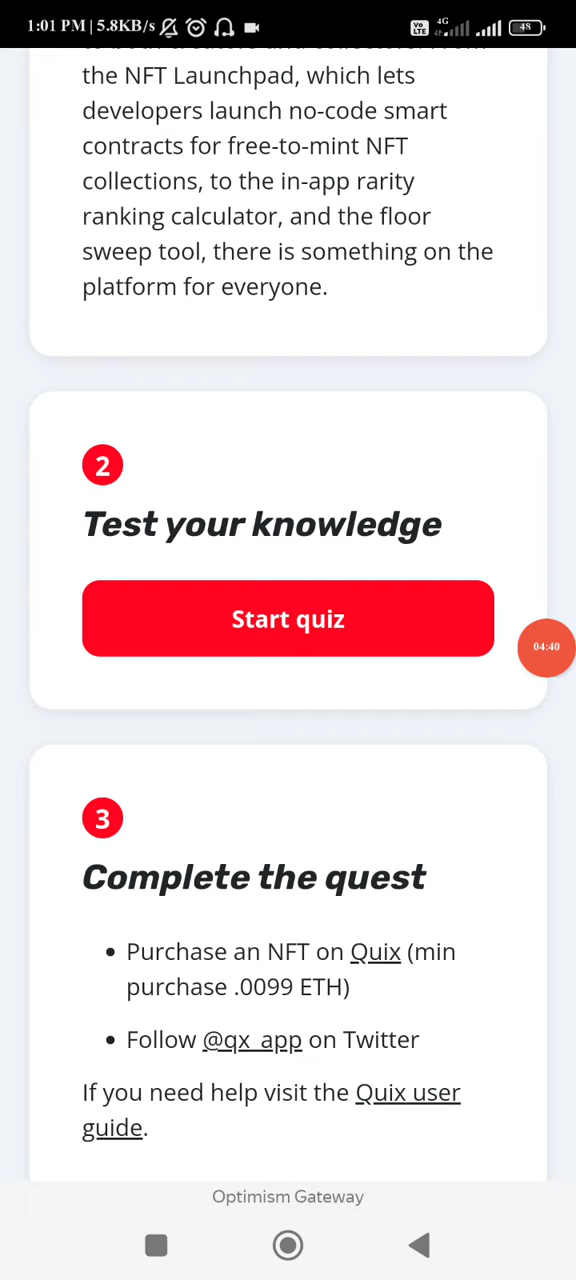 1:01 PM | 5.8KB/s
Vo LTE 4G 48
the NFT Launchpad, which lets
developers launch no-code smart
contracts for free-to-mint NFT
collections, to the in-app rarity
ranking calculator, and the floor
sweep tool, there is something on the
platform for everyone.
2
Test your knowledge
Start quiz
04:40
3
Complete the quest
• Purchase an NFT on Quix (min
purchase .0099 ETH)
• Follow @qx_app on Twitter
If you need help visit the Quix user
guide.
Optimism Gateway